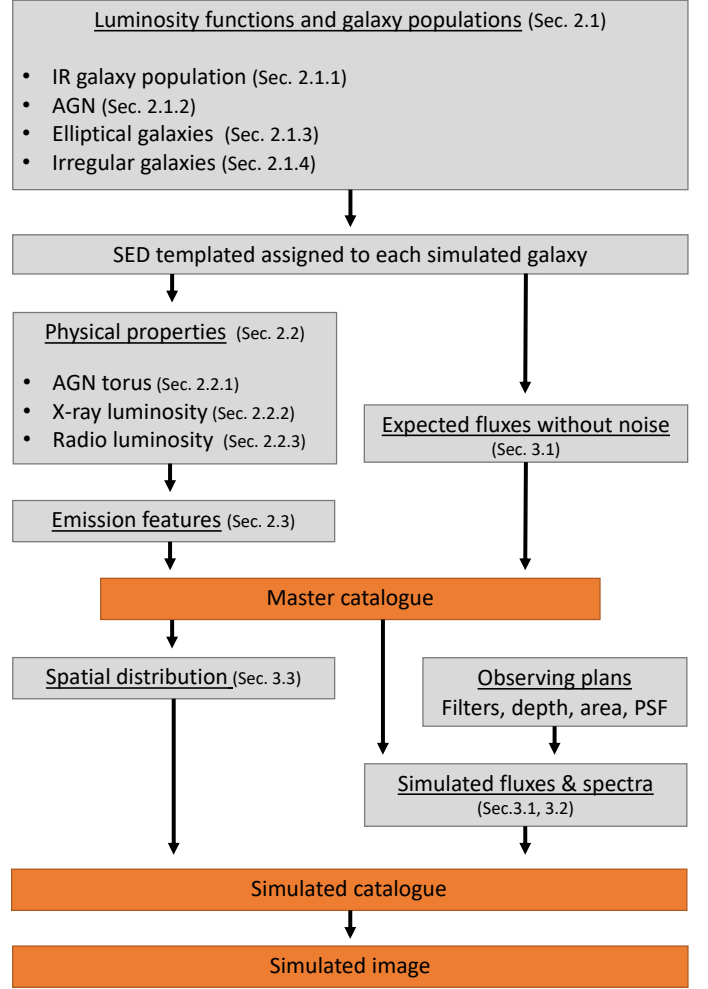 Luminosity functions and galaxy populations (Sec. 2.1)
• IR galaxy population (Sec. 2.1.1)
• AGN (Sec. 2.1.2)
• Elliptical galaxies (Sec. 2.1.3)
• Irregular galaxies (Sec. 2.1.4)
SED templated assigned to each simulated galaxy
Physical properties (Sec. 2.2)
• AGN torus (Sec. 2.2.1)
• X-ray luminosity (Sec. 2.2.2)
• Radio luminosity (Sec. 2.2.3)
Expected fluxes without noise
(Sec. 3.1)
Emission features (Sec. 2.3)
Master catalogue
Spatial distribution (Sec. 3.3)
Observing plans
Filters, depth, area, PSF
Simulated fluxes & spectra
(Sec.3.1, 3.2)
Simulated catalogue
Simulated image